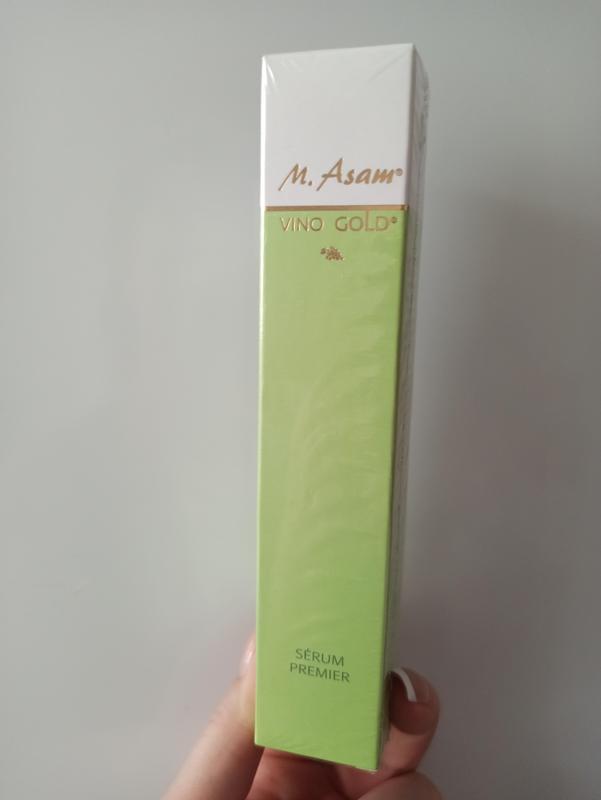 M. Asam®
VINO GOLD®
SÉRUM
PREMIER